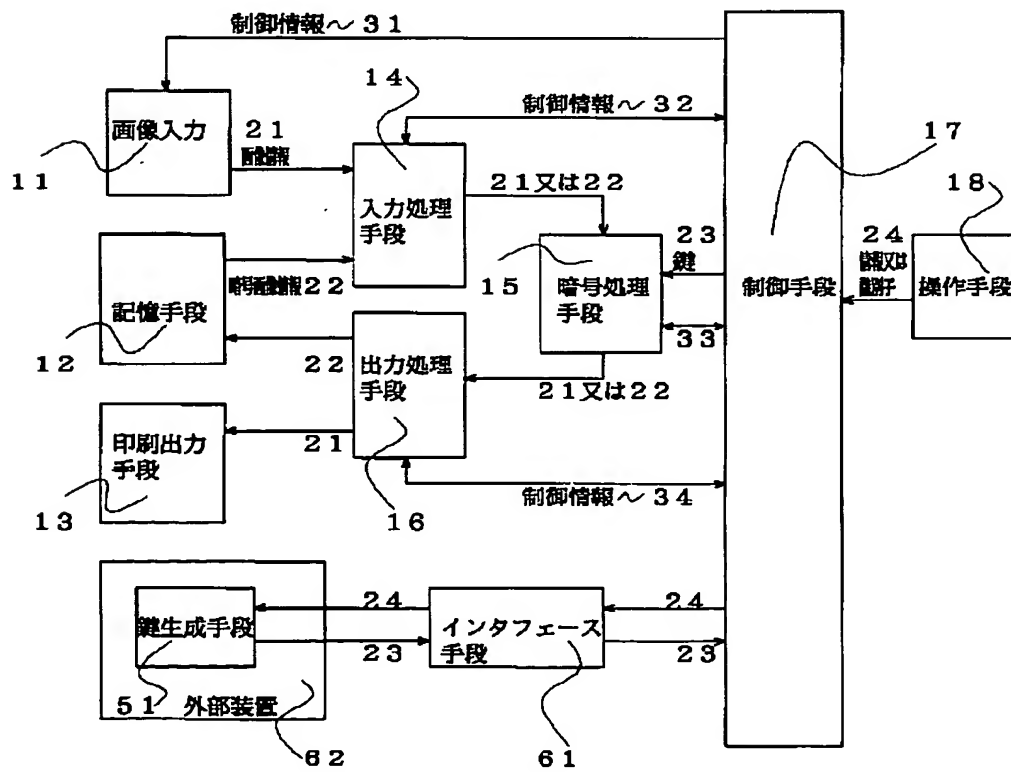 制御情報～31
14
制御情報～32
画像入力
21
17
11
21又は22
18
入力処理
手段
23
24
鍵
15
暗号処理
手段
制御手段
操作手段
22
記憶手段
33
12
22
出力処理
手段
21又は22
印刷出力
手段
21
13
16
制御情報～34
鍵生成手段
24
インタフェース
手段
24
23
23
51
外部装置
62
61